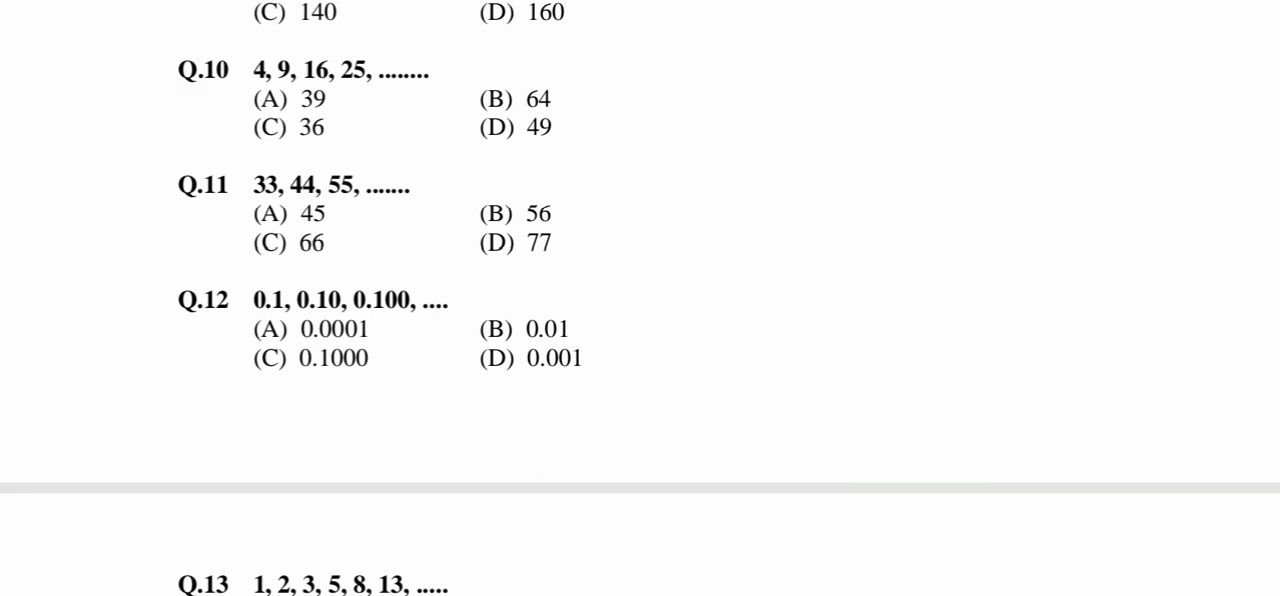 (C) 140 (D) 160
Q.10 4, 9, 16, 25, ........
(A) 39 (B) 64
(C) 36 (D) 49
Q.11 33, 44, 55, .......
(A) 45 (B) 56
(C) 66 (D) 77
Q.12 0.1, 0.10, 0.100, ....
(A) 0.0001 (B) 0.01
(C) 0.1000 (D) 0.001
Q.13 1, 2, 3, 5, 8, 13, .....